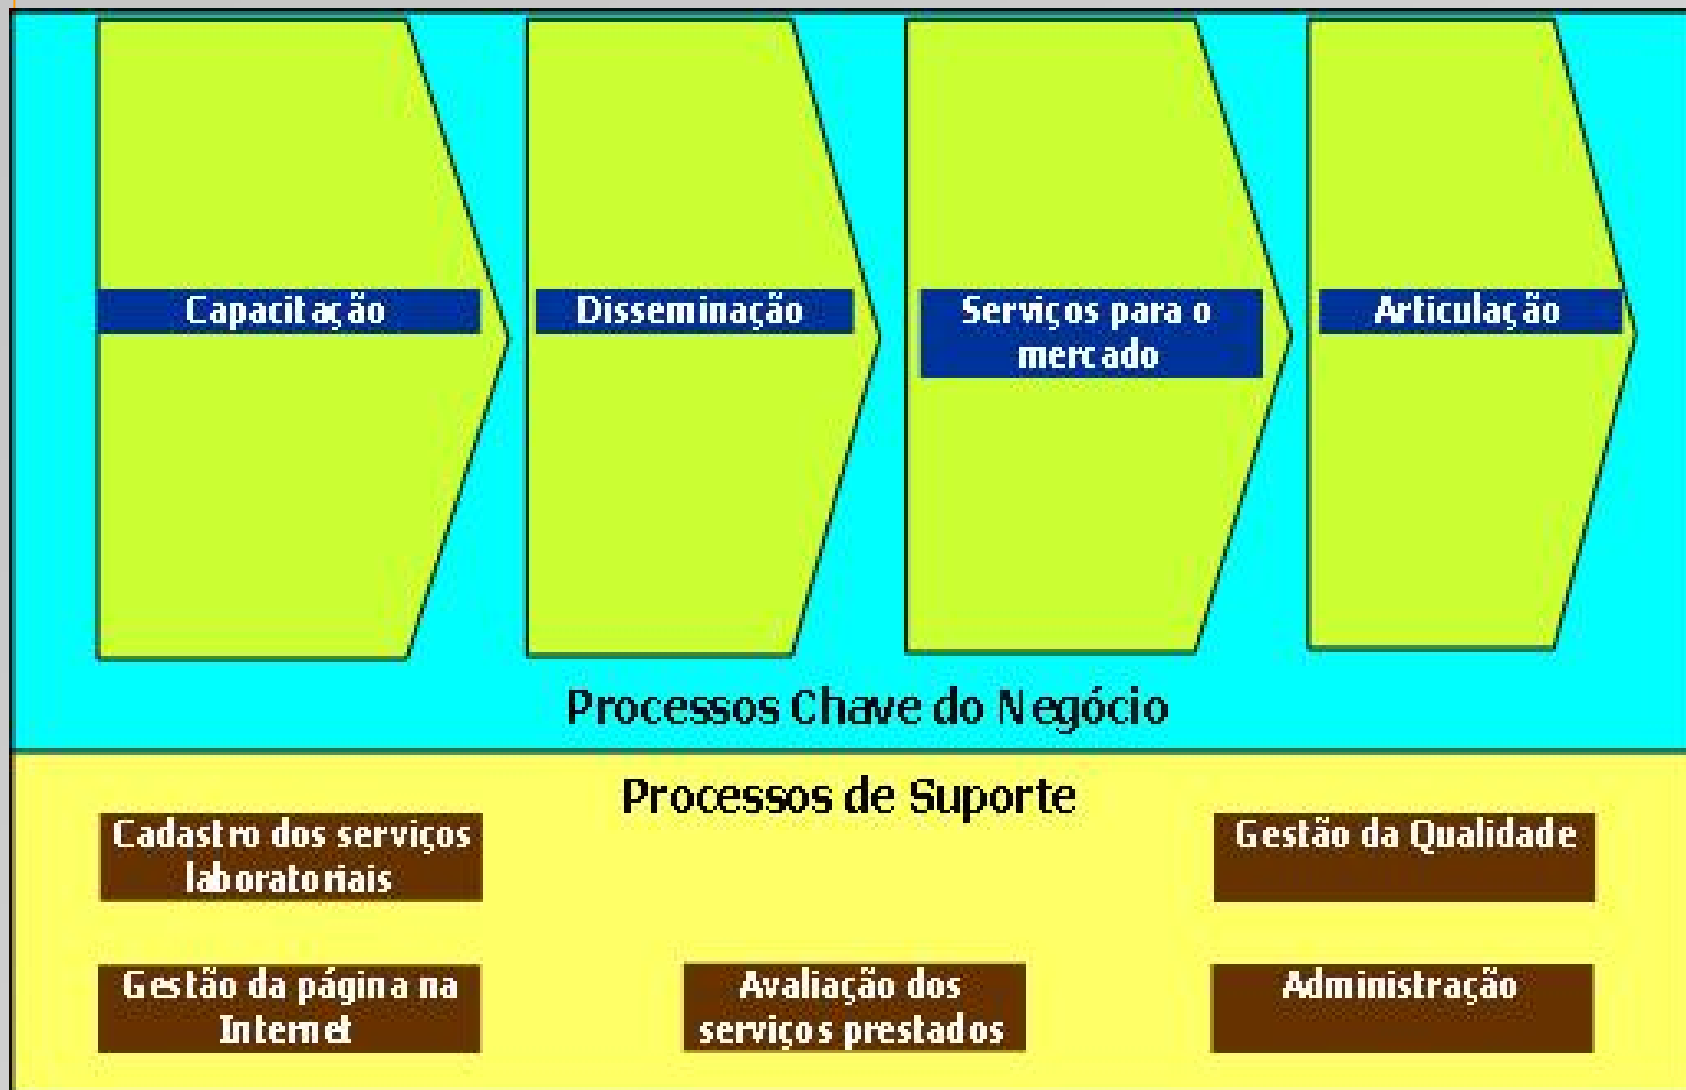 Capacitação
Disseminação
Serviços para o
mercado
Articulação
Processos Chave do Negócio
Processos de Suporte
Cadastro dos serviços
laboratoriais
Gestão da Qualidade
Gestão da página na
Internet
Avaliação dos
serviços prestados
Administração